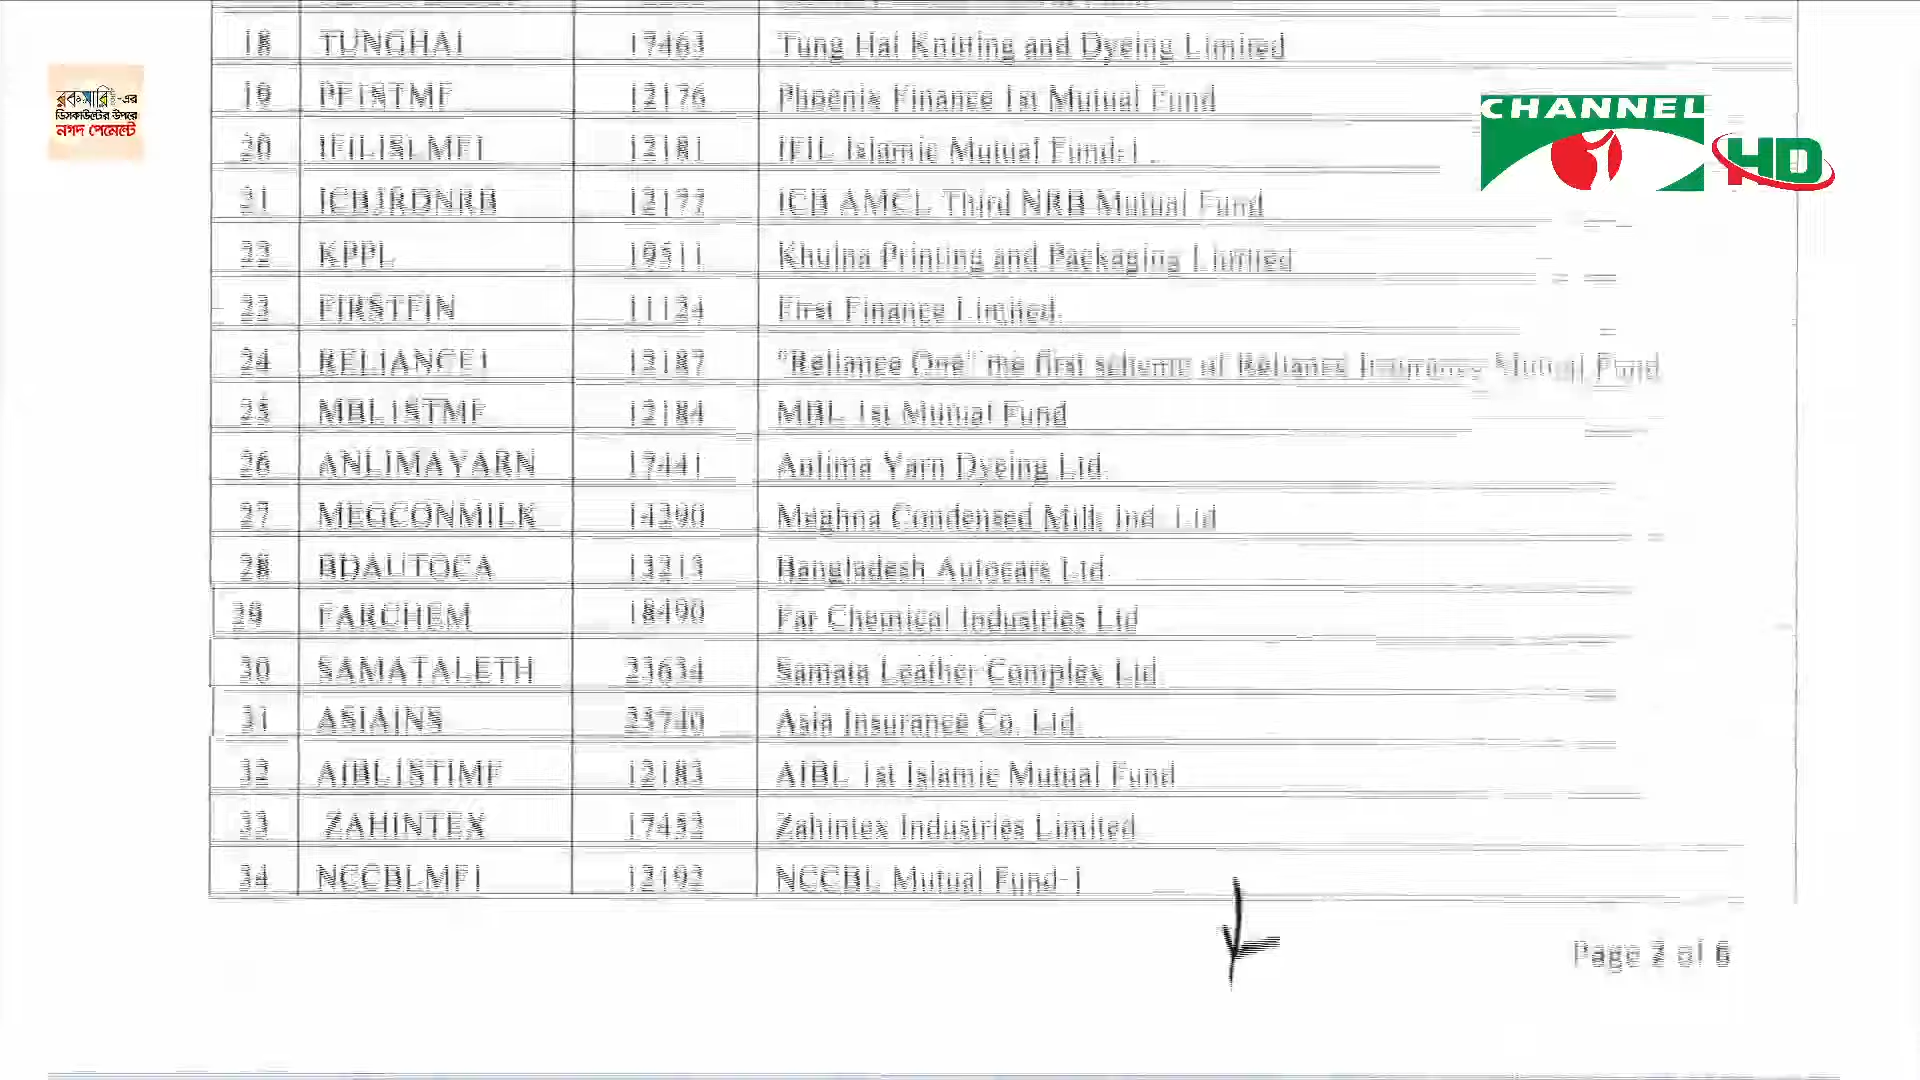 18 TUNGHAI 17463 Tung Hai Knitting and Dyeing Limited
19 PF1STMF 12176 Phoenix Finance 1st Mutual Fund
20 IFILISLMF1 12181 IFIL Islamic Mutual Fund-1
21 ICB3RDNRB 12172 ICB AMCL Third NRB Mutual Fund
22 KPPL 19511 Khulna Printing and Packaging Limited
23 FIRSTFIN Firat Finance Limited.
24 RELIANCE1 12187 "Reliance One" the first scheme of Reliance Insurance Mutual Fund
25 MBL1STMF 12184 MBL 1st Mutual Fund
26 ANLIMAYARN 17441 Anlima Yarn Dyeing Ltd.
27 MEGCONMILK 14290 Meghna Condensed Milk Ind. Ltd
28 BDAUTOCA 13213 Bangladesh Autocars Ltd.
29 FARCHEM 18490 Far Chemical Industries Ltd
30 SAMATALETH 23634 Samata Leather Complex Ltd
31 ASIAINS 25740 Asia Insurance Co. Ltd.
32 AIBL1STIMF 12183 AIBL 1st Islamic Mutual Fund
33 ZAHINTEX 17452 Zahintex Industries Limited
34 NCCBLMF1 12192 NCCBL Mutual Fund-1
Page 2 of 6
রকমারি-এর
ডিসকাউন্টের উপরে
নগদ পেমেন্টে
CHANNEL
HD